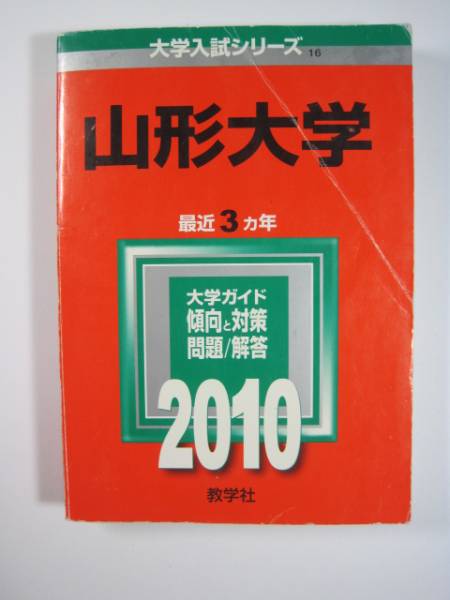 大学入試シリーズ
16
山形大学
最近3カ年
大学ガイド
傾向と対策
問題/解答
2010
教学社